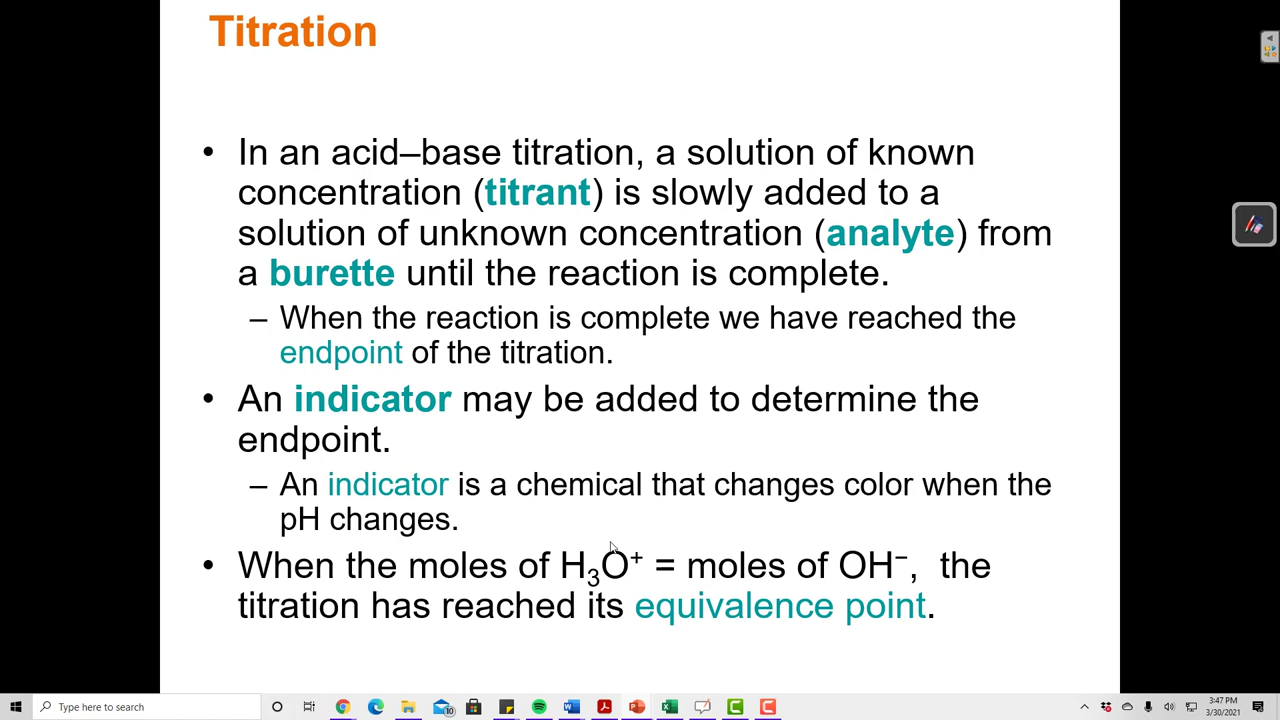 Titration
• In an acid–base titration, a solution of known
concentration (titrant) is slowly added to a
solution of unknown concentration (analyte) from
a burette until the reaction is complete.
– When the reaction is complete we have reached the
endpoint of the titration.
• An indicator may be added to determine the
endpoint.
– An indicator is a chemical that changes color when the
pH changes.
• When the moles of H₃O⁺ = moles of OH⁻, the
titration has reached its equivalence point.
Type here to search
10
3:47 PM
3/30/2021